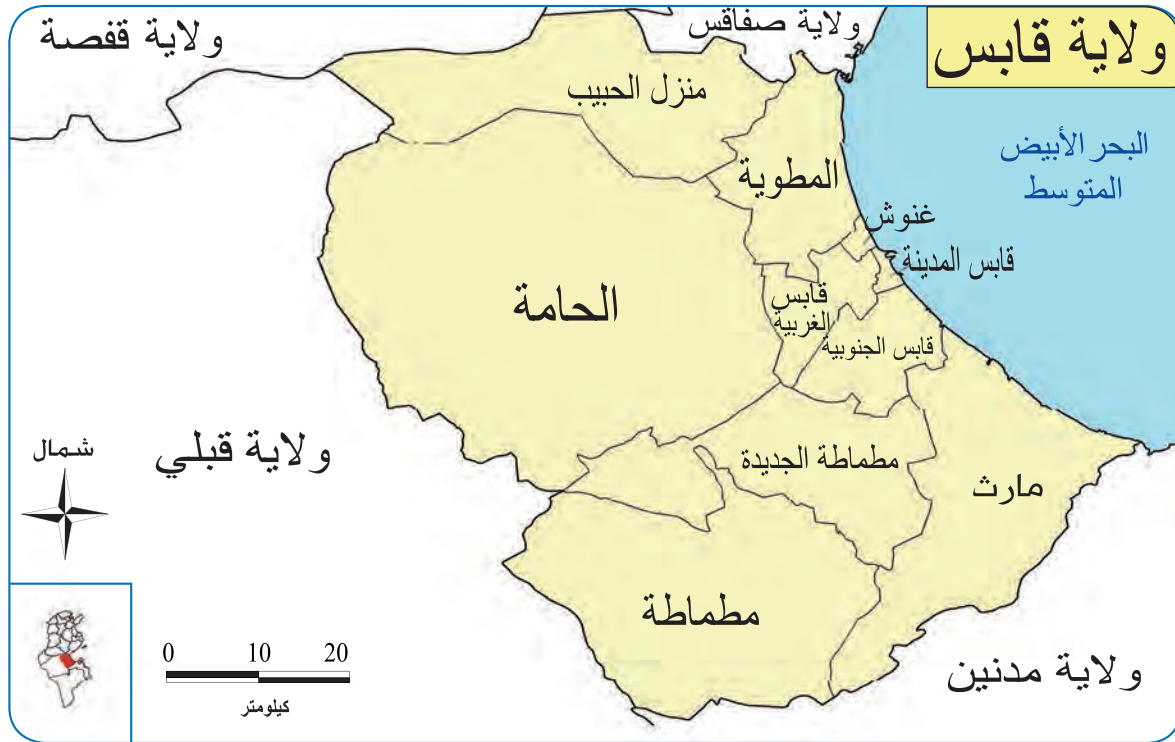 ولاية قابس
ولاية صفاقس
ولاية قفصة
منزل الحبيب
البحر الأبيض
المتوسط
المطوية
غنوش
قابس المدينة
قابس
الغربية
الحامة
قابس الجنوبية
ولاية قبلي
شمال
مطماطة الجديدة
مارث
مطماطة
ولاية مدنين
0 10 20
كيلومتر